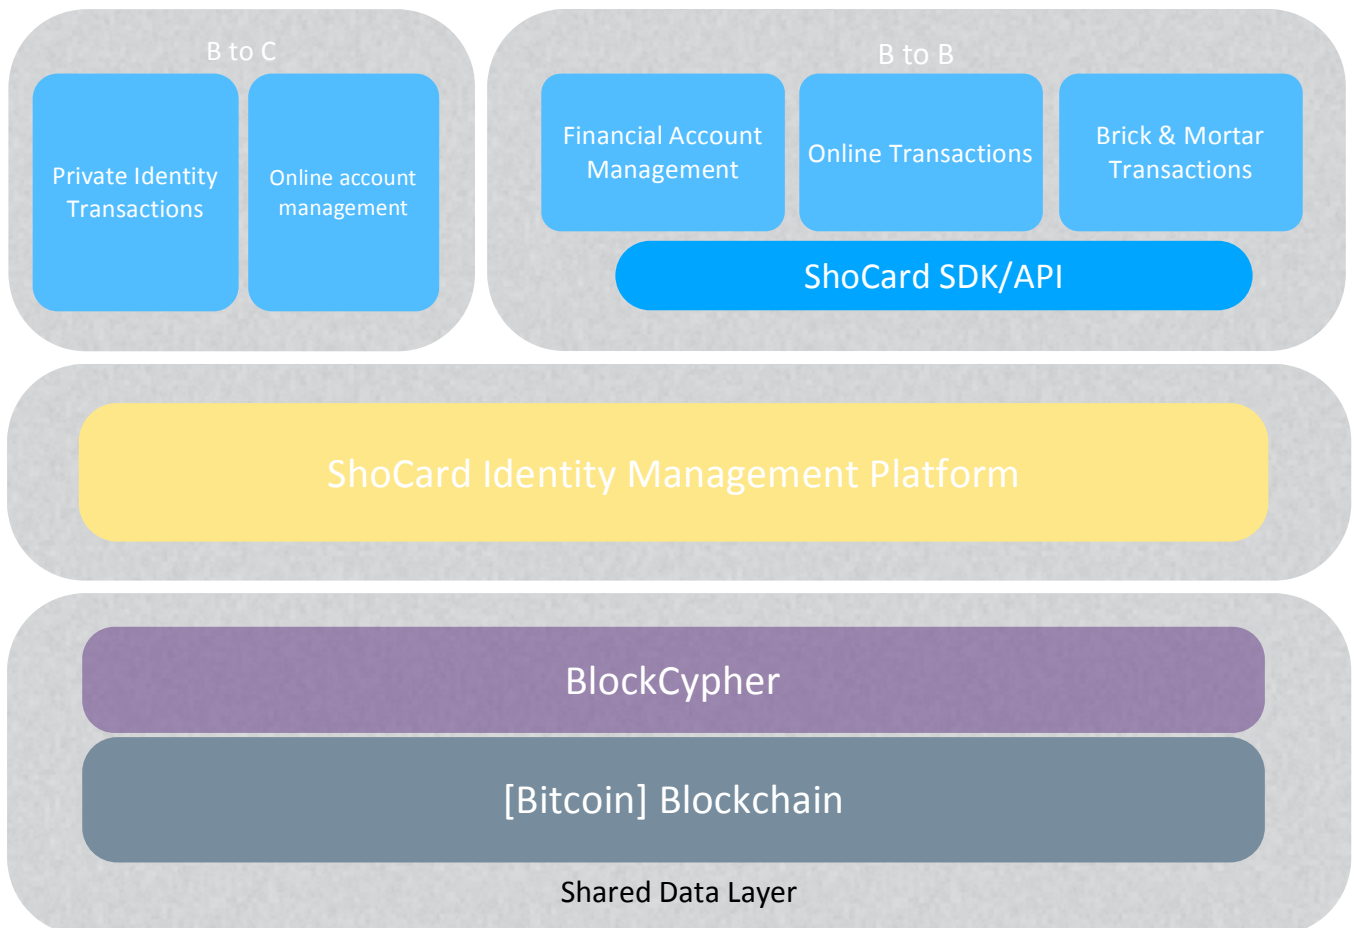 B to C
Private Identity
Transactions
Online account
management
B to B
Financial Account
Management
Online Transactions
Brick & Mortar
Transactions
ShoCard SDK/API
ShoCard Identity Management Platform
BlockCypher
[Bitcoin] Blockchain
Shared Data Layer